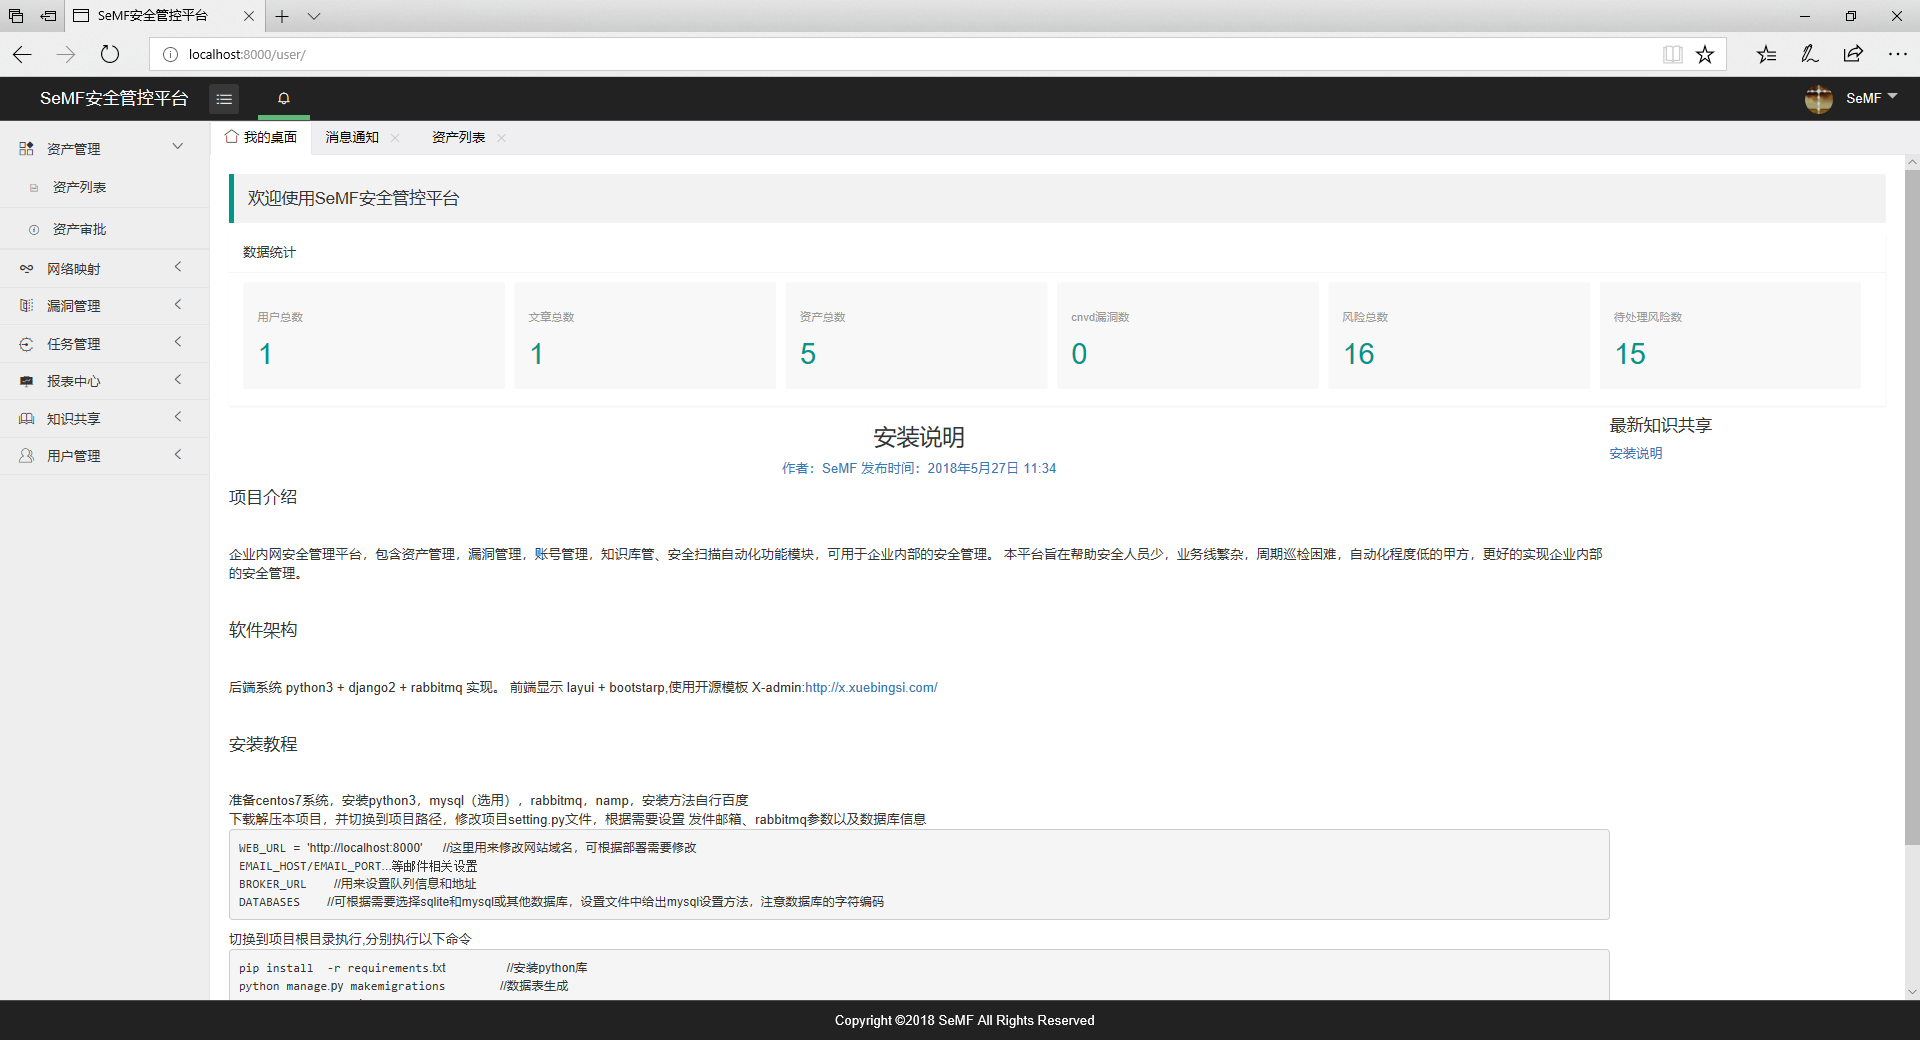 SeMF安全管控平台
localhost:8000/user/
SeMF安全管控平台
SeMF
资产管理
资产列表
资产审批
网络映射
漏洞管理
任务管理
报表中心
知识共享
用户管理
我的桌面
消息通知
资产列表
欢迎使用SeMF安全管控平台
数据统计
用户总数
1
文章总数
1
资产总数
5
cnvd漏洞数
0
风险总数
16
待处理风险数
15
安装说明
作者：SeMF 发布时间：2018年5月27日 11:34
最新知识共享
安装说明
项目介绍
企业内网安全管理平台，包含资产管理，漏洞管理，账号管理，知识库管、安全扫描自动化功能模块，可用于企业内部的安全管理。 本平台旨在帮助安全人员少，业务线繁杂，周期巡检困难，自动化程度低的甲方，更好的实现企业内部
的安全管理。
软件架构
后端系统 python3 + django2 + rabbitmq 实现。 前端显示 layui + bootstarp,使用开源模板 X-admin:http://x.xuebingsi.com/
安装教程
准备centos7系统，安装python3，mysql（选用），rabbitmq，namp，安装方法自行百度
下载解压本项目，并切换到项目路径，修改项目setting.py文件，根据需要设置 发件邮箱、rabbitmq参数以及数据库信息
WEB_URL = 'http://localhost:8000' //这里用来修改网站域名，可根据部署需要修改
EMAIL_HOST/EMAIL_PORT...等邮件相关设置
BROKER_URL //用来设置队列信息和地址
DATABASES //可根据需要选择sqlite和mysql或其他数据库，设置文件中给出mysql设置方法，注意数据库的字符编码
切换到项目根目录执行,分别执行以下命令
pip install -r requirements.txt //安装python库
python manage.py makemigrations //数据表生成
Copyright ©2018 SeMF All Rights Reserved